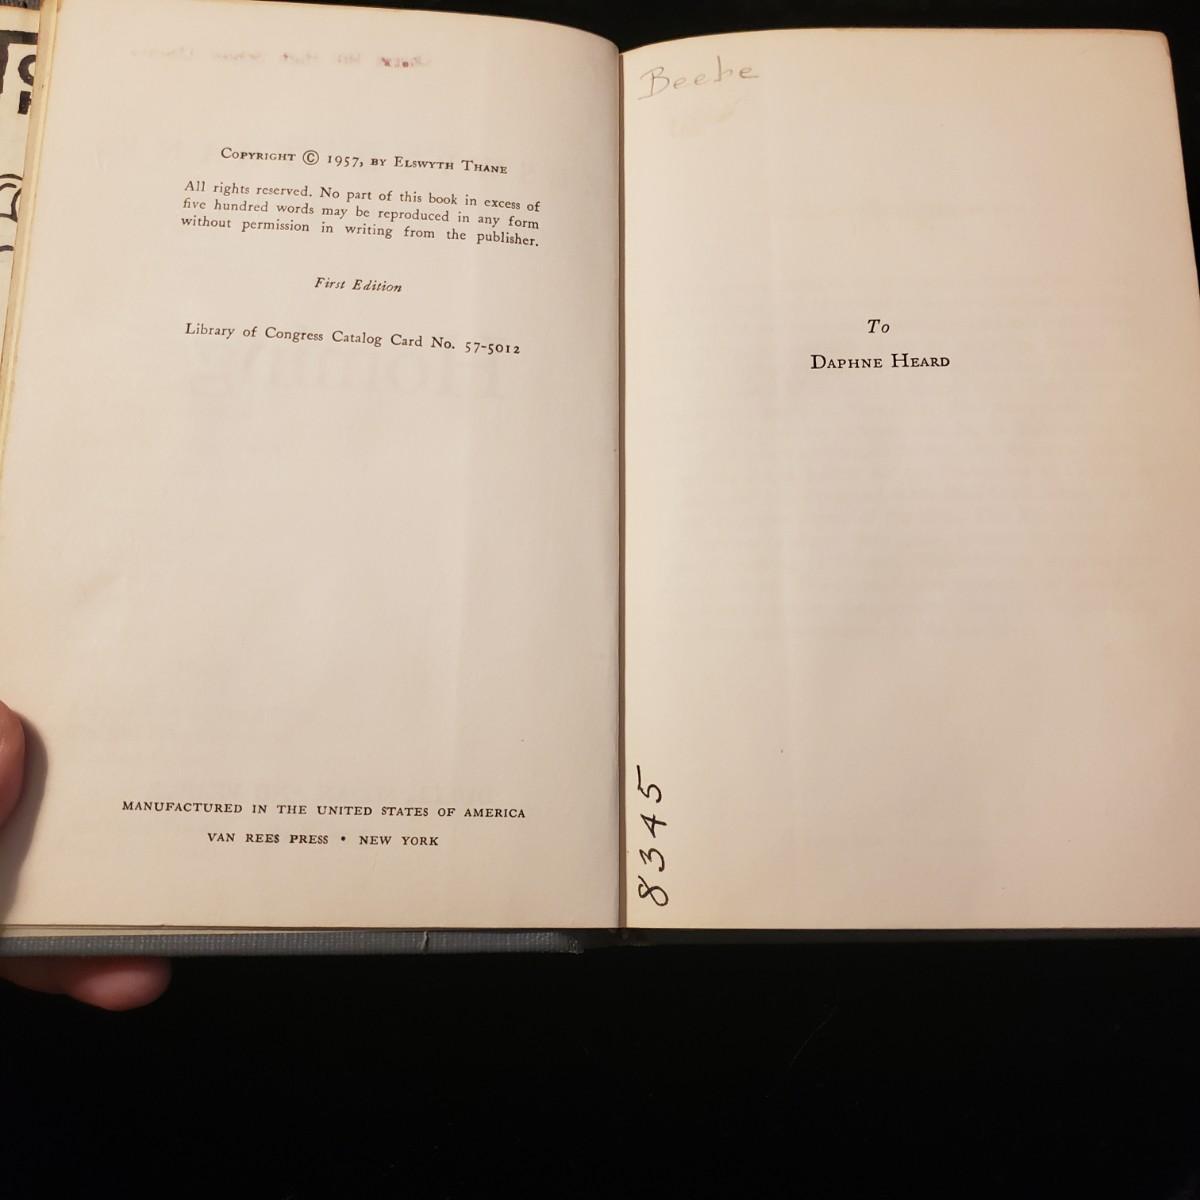 Copyright © 1957, by Elswyth Thane
All rights reserved. No part of this book in excess of
five hundred words may be reproduced in any form
without permission in writing from the publisher.
First Edition
Library of Congress Catalog Card No. 57-5012
MANUFACTURED IN THE UNITED STATES OF AMERICA
VAN REES PRESS • NEW YORK
Beebe
To
Daphne Heard
8345